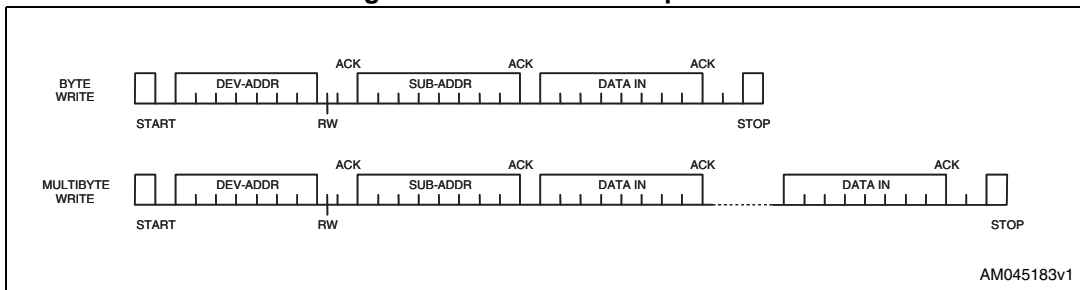 BYTE WRITE ACK ACK ACK
DEV-ADDR SUB-ADDR DATA IN
START RW STOP
MULTIBYTE WRITE ACK ACK ACK ACK
DEV-ADDR SUB-ADDR DATA IN DATA IN
START RW STOP
AM045183v1